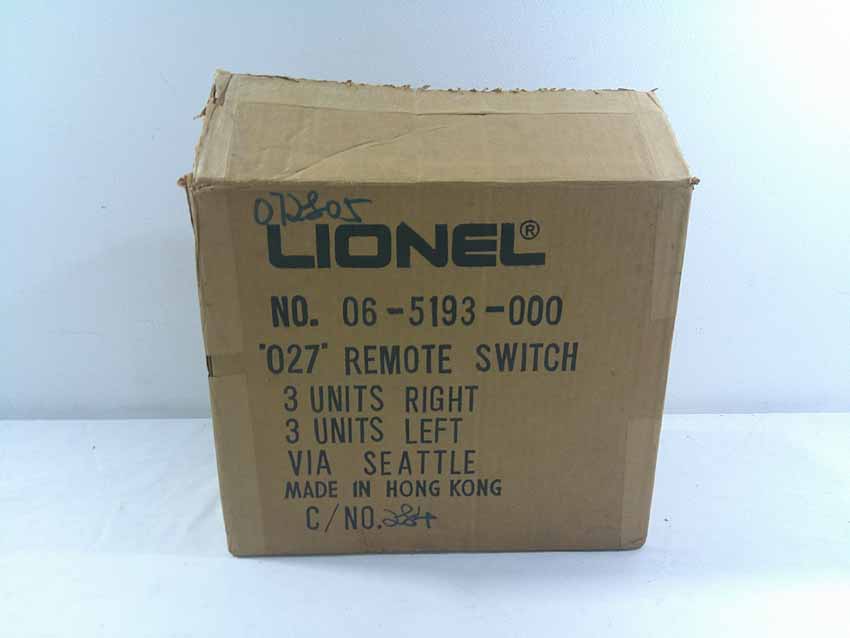 072805
LIONEL®
NO. 06-5193-000
"027" REMOTE SWITCH
3 UNITS RIGHT
3 UNITS LEFT
VIA SEATTLE
MADE IN HONG KONG
C/NO. 284